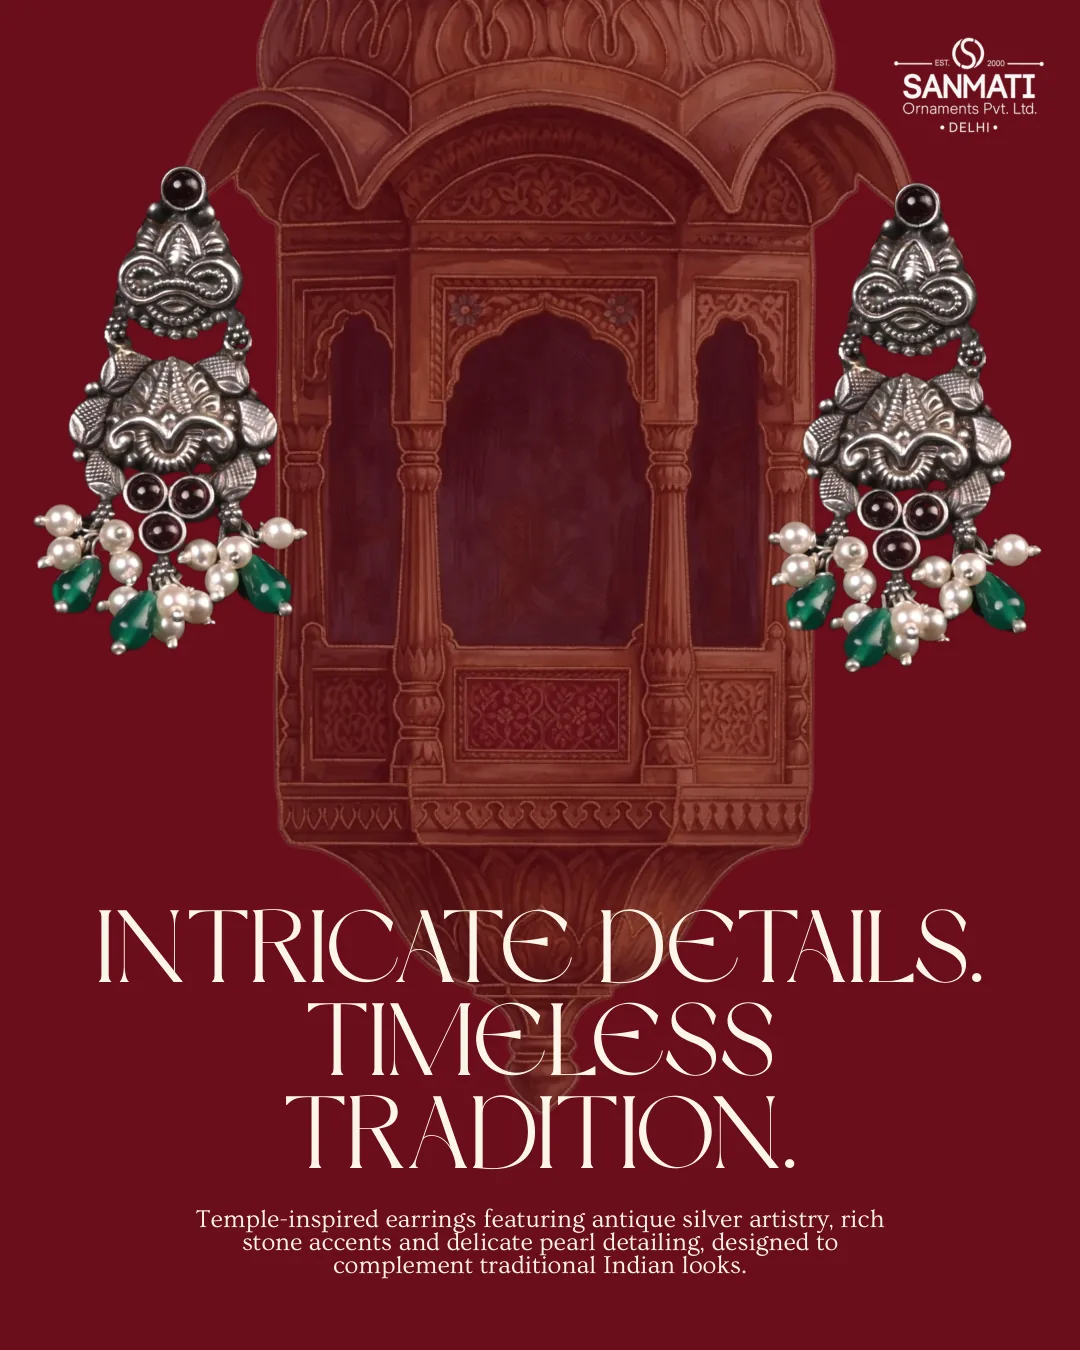 EST. 2000
SANMATI
Ornaments Pvt. Ltd.
• DELHI •
INTRICATE DETAILS.
TIMELESS
TRADITION.
Temple-inspired earrings featuring antique silver artistry, rich
stone accents and delicate pearl detailing, designed to
complement traditional Indian looks.